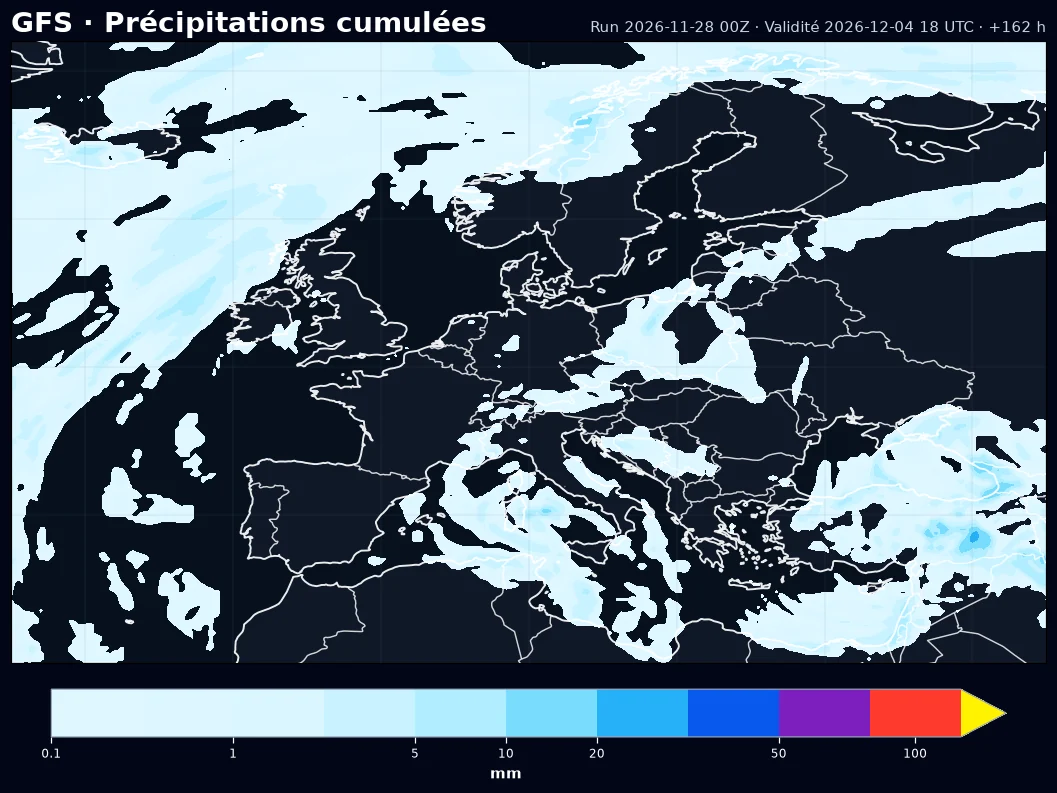 GFS · Précipitations cumulées
Run 2026-11-28 00Z · Validité 2026-12-04 18 UTC · +162 h
0.1 1 5 10 20 50 100
mm